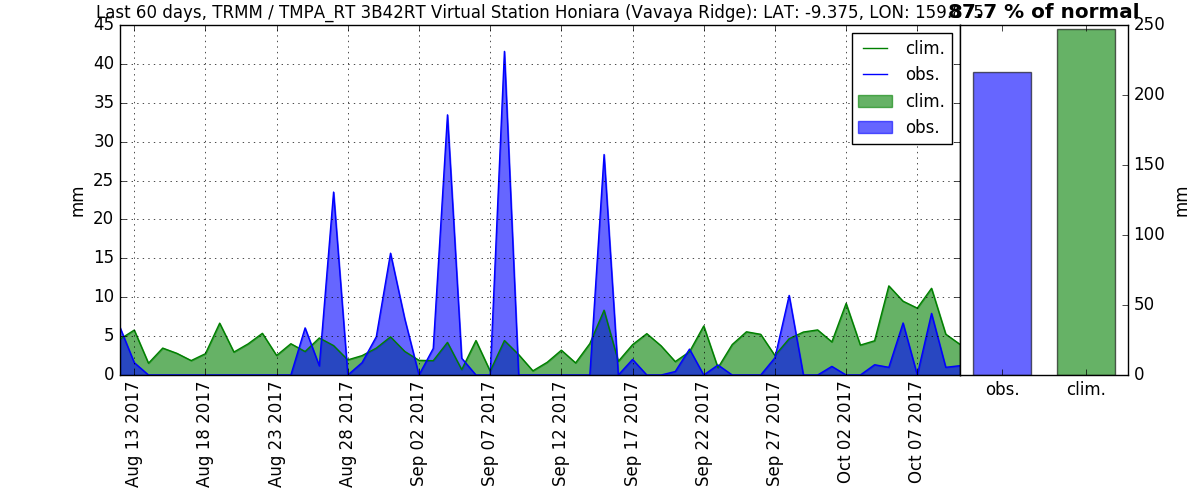 Last 60 days, TRMM / TMPA_RT 3B42RT Virtual Station Honiara (Vavaya Ridge): LAT: -9.375, LON:
87.7 % of normal
45
40
35
30
25
20
15
10
5
0
mm
clim.
obs.
clim.
obs.
250
200
150
100
50
0
mm
obs.
clim.
Aug 13 2017
Aug 18 2017
Aug 23 2017
Aug 28 2017
Sep 02 2017
Sep 07 2017
Sep 12 2017
Sep 17 2017
Sep 22 2017
Sep 27 2017
Oct 02 2017
Oct 07 2017